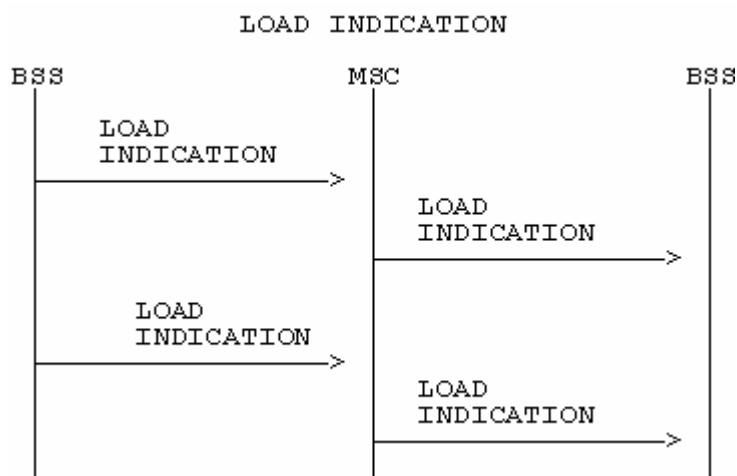 LOAD INDICATION
BSS MSC BSS
LOAD
INDICATION
LOAD
INDICATION
LOAD
INDICATION
LOAD
INDICATION